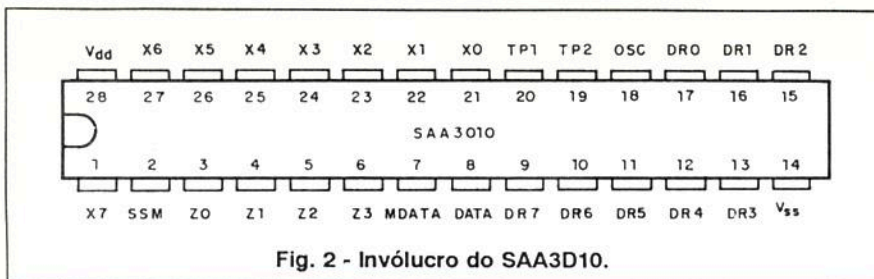 Vdd X6 X5 X4 X3 X2 X1 X0 TP1 TP2 OSC DR0 DR1 DR2
28 27 26 25 24 23 22 21 20 19 18 17 16 15
SAA3010
1 2 3 4 5 6 7 8 9 10 11 12 13 14
X7 SSM Z0 Z1 Z2 Z3 MDATA DATA DR7 DR6 DR5 DR4 DR3 Vss
Fig. 2 - Invólucro do SAA3D10.